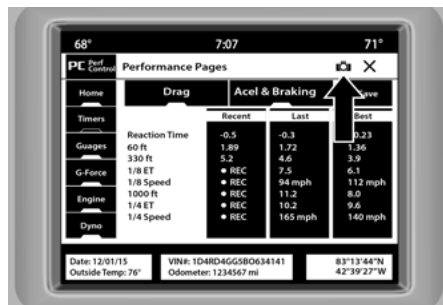 68° 7:07 71°
PC Perf Control Performance Pages
Home Drag Acel & Braking Save
Timers Recent Last Best
Reaction Time -0.5 -0.3 0.23
60 ft 1.89 1.72 1.36
Guages 330 ft 5.2 4.6 3.9
1/8 ET • REC 7.5 6.1
G-Force 1/8 Speed • REC 94 mph 112 mph
1000 ft • REC 11.2 8.0
Engine 1/4 ET • REC 10.2 9.6
1/4 Speed • REC 165 mph 140 mph
Dyno
Date: 12/01/15 VIN#: 1D4RD4GG5BO634141 83°13'44"N
Outside Temp: 76° Odometer: 1234567 mi 42°39'27"W